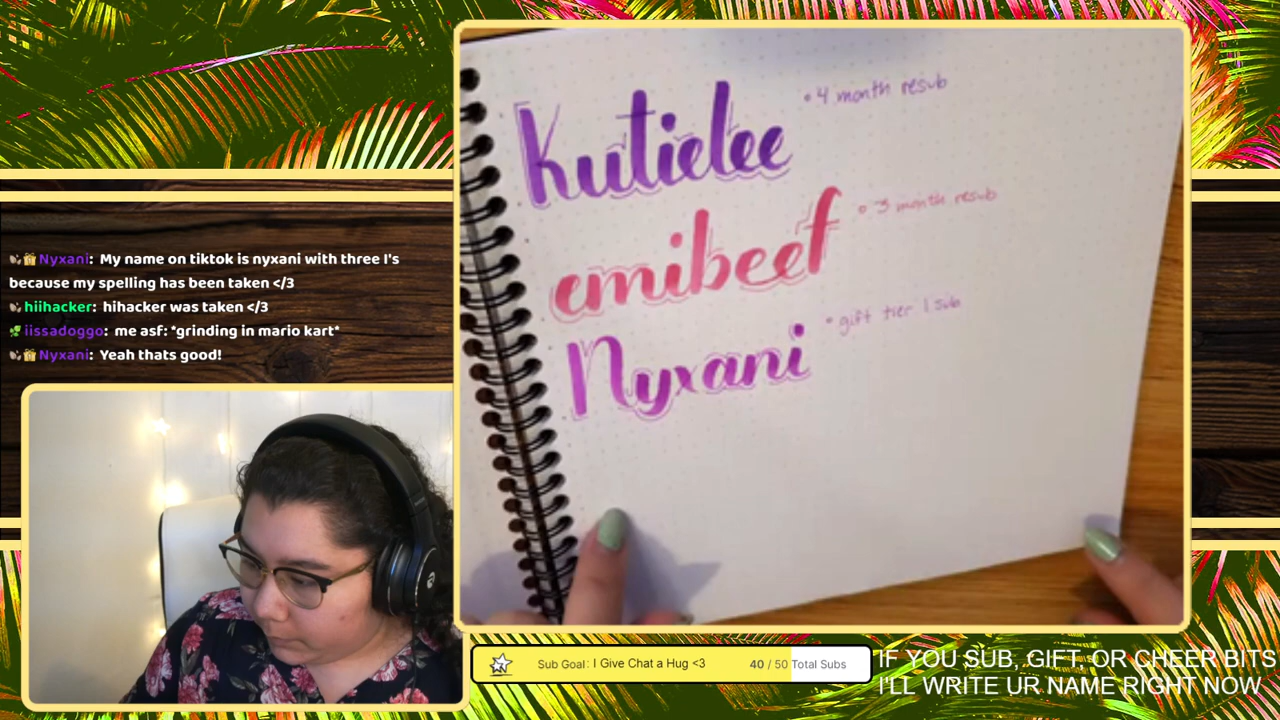 Kutielee
• 4 month resub
emibeef
• 3 month resub
Nyxani
• gift tier 1 sub
Nyxani: My name on tiktok is nyxani with three I's
because my spelling has been taken </3
hiihacker: hihacker was taken </3
iissadoggo: me asf: *grinding in mario kart*
Nyxani: Yeah thats good!
Sub Goal: I Give Chat a Hug <3 40 / 50 Total Subs
IF YOU SUB, GIFT, OR CHEER BITS
I'LL WRITE UR NAME RIGHT NOW